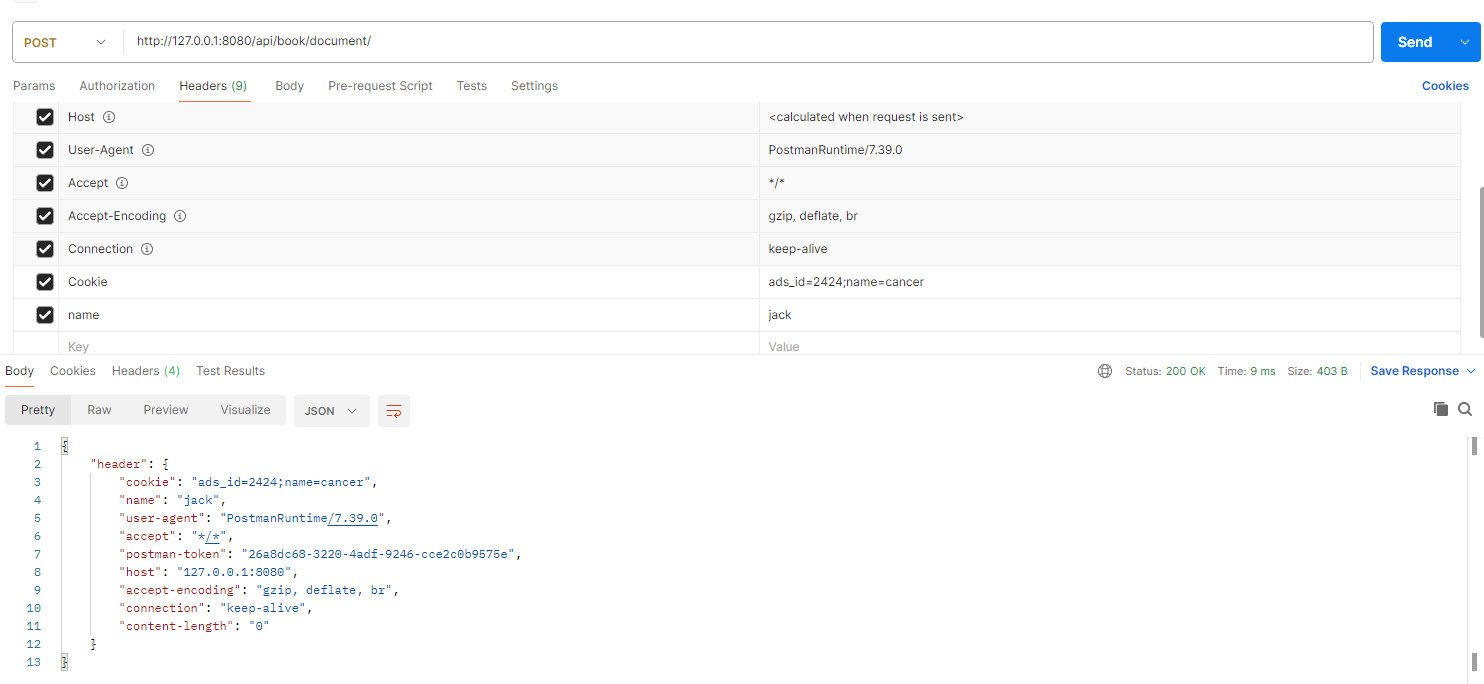 POST http://127.0.0.1:8080/api/book/document/ Send
Params Authorization Headers (9) Body Pre-request Script Tests Settings Cookies
Host <calculated when request is sent>
User-Agent PostmanRuntime/7.39.0
Accept */*
Accept-Encoding gzip, deflate, br
Connection keep-alive
Cookie ads_id=2424;name=cancer
name jack
Key Value
Body Cookies Headers (4) Test Results Status: 200 OK Time: 9 ms Size: 403 B Save Response
Pretty Raw Preview Visualize JSON
1 {
2 "header": {
3 "cookie": "ads_id=2424;name=cancer",
4 "name": "jack",
5 "user-agent": "PostmanRuntime/7.39.0",
6 "accept": "*/*",
7 "postman-token": "26a8dc68-3220-4adf-9246-cce2c0b9575e",
8 "host": "127.0.0.1:8080",
9 "accept-encoding": "gzip, deflate, br",
10 "connection": "keep-alive",
11 "content-length": "0"
12 }
13 }